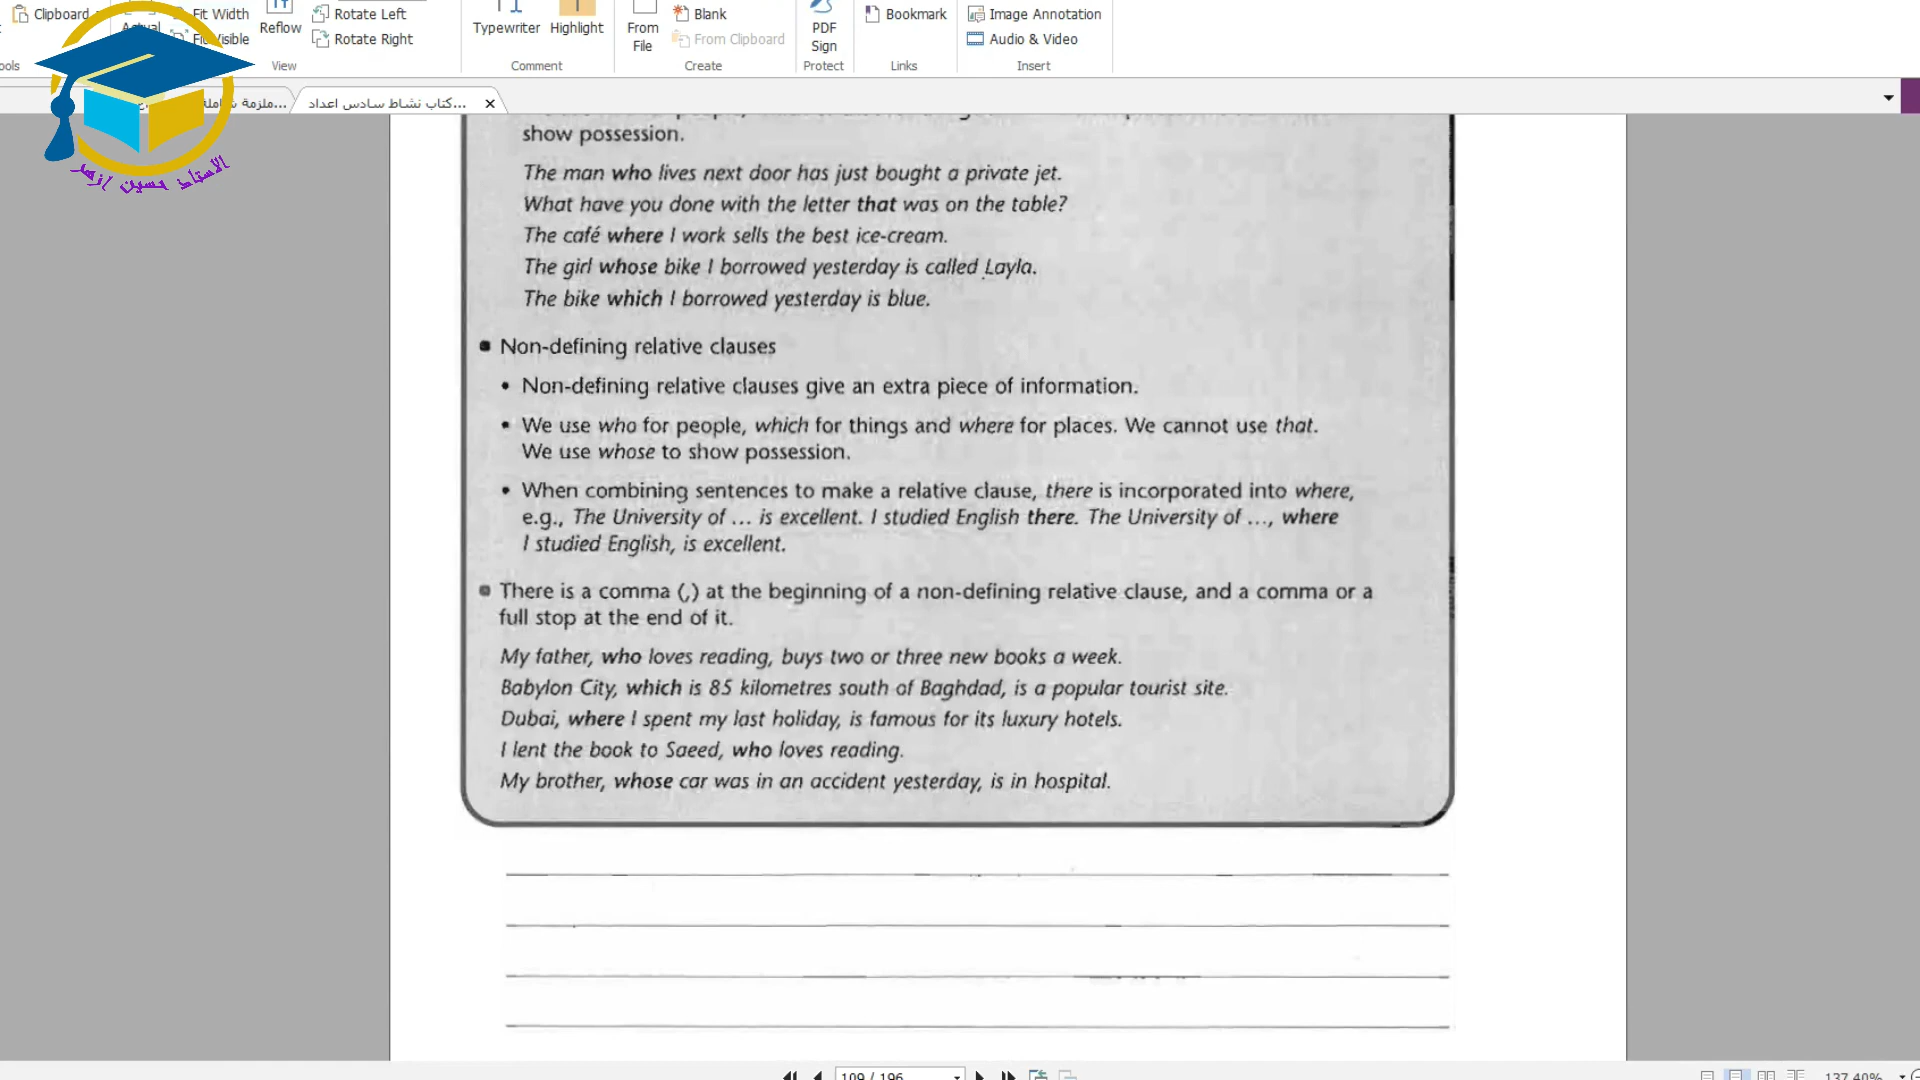 Clipboard
Fit Width
Rotate Left
Blank
Bookmark
Image Annotation
Actual
Fit Visible
Reflow
Rotate Right
Typewriter
Highlight
From
File
From Clipboard
PDF
Sign
Audio & Video
ools
View
Comment
Create
Protect
Links
Insert
...ملزمة شاملة
...كتاب نشاط سادس اعداد
الأستاذ حسين ازهر
show possession.
The man who lives next door has just bought a private jet.
What have you done with the letter that was on the table?
The café where I work sells the best ice-cream.
The girl whose bike I borrowed yesterday is called Layla.
The bike which I borrowed yesterday is blue.
Non-defining relative clauses
• Non-defining relative clauses give an extra piece of information.
• We use who for people, which for things and where for places. We cannot use that.
We use whose to show possession.
• When combining sentences to make a relative clause, there is incorporated into where,
e.g., The University of ... is excellent. I studied English there. The University of ..., where
I studied English, is excellent.
There is a comma (,) at the beginning of a non-defining relative clause, and a comma or a
full stop at the end of it.
My father, who loves reading, buys two or three new books a week.
Babylon City, which is 85 kilometres south of Baghdad, is a popular tourist site.
Dubai, where I spent my last holiday, is famous for its luxury hotels.
I lent the book to Saeed, who loves reading.
My brother, whose car was in an accident yesterday, is in hospital.
109 / 196
137.40%